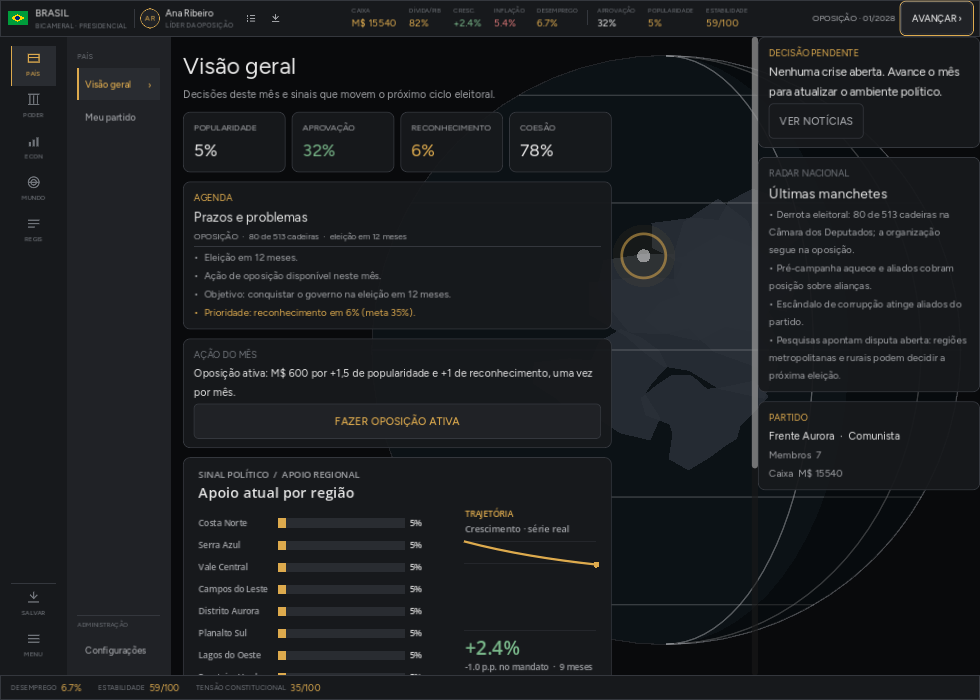 BRASIL
BICAMERAL · PRESIDENCIAL
AR
Ana Ribeiro
LÍDER DA OPOSIÇÃO
CAIXA
M$ 15540
DÍVIDA/PIB
82%
CRESC.
+2.4%
INFLAÇÃO
5.4%
DESEMPREGO
6.7%
APROVAÇÃO
32%
POPULARIDADE
5%
ESTABILIDADE
59/100
OPOSIÇÃO · 01/2028
AVANÇAR ›
PAÍS
PODER
ECON
MUNDO
REGIS
SALVAR
MENU
PAÍS
Visão geral ›
Meu partido
ADMINISTRAÇÃO
Configurações
Visão geral
Decisões deste mês e sinais que movem o próximo ciclo eleitoral.
POPULARIDADE
5%
APROVAÇÃO
32%
RECONHECIMENTO
6%
COESÃO
78%
AGENDA
Prazos e problemas
OPOSIÇÃO · 80 de 513 cadeiras · eleição em 12 meses
• Eleição em 12 meses.
• Ação de oposição disponível neste mês.
• Objetivo: conquistar o governo na eleição em 12 meses.
• Prioridade: reconhecimento em 6% (meta 35%).
AÇÃO DO MÊS
Oposição ativa: M$ 600 por +1,5 de popularidade e +1 de reconhecimento, uma vez
por mês.
FAZER OPOSIÇÃO ATIVA
SINAL POLÍTICO / APOIO REGIONAL
Apoio atual por região
Costa Norte 5%
Serra Azul 5%
Vale Central 5%
Campos do Leste 5%
Distrito Aurora 5%
Planalto Sul 5%
Lagos do Oeste 5%
TRAJETÓRIA
Crescimento · série real
+2.4%
-1.0 p.p. no mandato · 9 meses
DECISÃO PENDENTE
Nenhuma crise aberta. Avance o mês
para atualizar o ambiente político.
VER NOTÍCIAS
RADAR NACIONAL
Últimas manchetes
• Derrota eleitoral: 80 de 513 cadeiras na
Câmara dos Deputados; a organização
segue na oposição.
• Pré-campanha aquece e aliados cobram
posição sobre alianças.
• Escândalo de corrupção atinge aliados do
partido.
• Pesquisas apontam disputa aberta: regiões
metropolitanas e rurais podem decidir a
próxima eleição.
PARTIDO
Frente Aurora · Comunista
Membros 7
Caixa M$ 15540
DESEMPREGO 6.7%
ESTABILIDADE 59/100
TENSÃO CONSTITUCIONAL 35/100